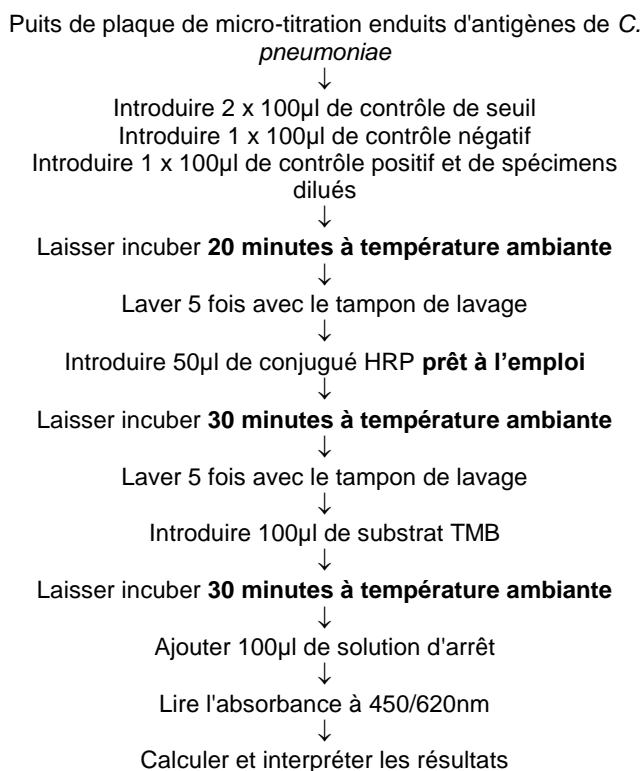 Puits de plaque de micro-titration enduits d'antigènes de C.
pneumoniae
↓
Introduire 2 x 100µl de contrôle de seuil
Introduire 1 x 100µl de contrôle négatif
Introduire 1 x 100µl de contrôle positif et de spécimens
dilués
↓
Laisser incuber 20 minutes à température ambiante
↓
Laver 5 fois avec le tampon de lavage
↓
Introduire 50µl de conjugué HRP prêt à l’emploi
↓
Laisser incuber 30 minutes à température ambiante
↓
Laver 5 fois avec le tampon de lavage
↓
Introduire 100µl de substrat TMB
↓
Laisser incuber 30 minutes à température ambiante
↓
Ajouter 100µl de solution d'arrêt
↓
Lire l'absorbance à 450/620nm
↓
Calculer et interpréter les résultats